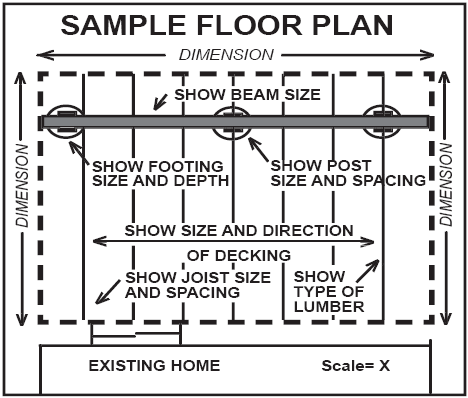 SAMPLE FLOOR PLAN
DIMENSION
SHOW BEAM SIZE
DIMENSION
DIMENSION
SHOW FOOTING
SIZE AND DEPTH
SHOW POST
SIZE AND SPACING
SHOW SIZE AND DIRECTION
OF DECKING
SHOW JOIST SIZE
AND SPACING
SHOW
TYPE OF
LUMBER
EXISTING HOME
Scale= X